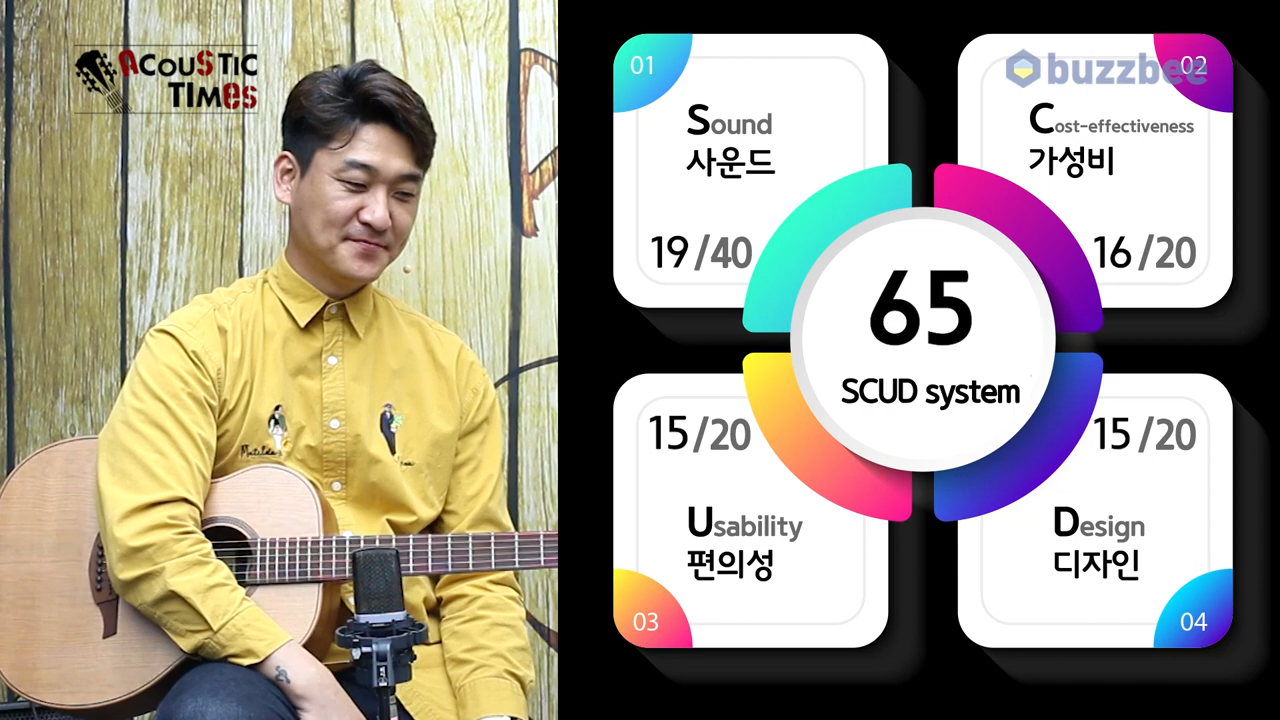 ACOUSTIC
TIMES
01
Sound
사운드
19/40
buzzbee
02
Cost-effectiveness
가성비
16/20
65
SCUD system
15/20
Usability
편의성
03
15/20
Design
디자인
04
Matilda